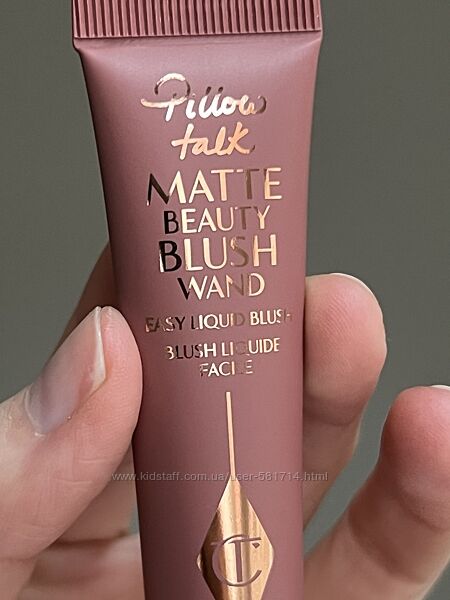 Pillow
talk
MATTE
BEAUTY
BLUSH
WAND
EASY LIQUID BLUSH
BLUSH LIQUIDE
FACILE
www.kidstaff.com.ua/user-581714.html
CT